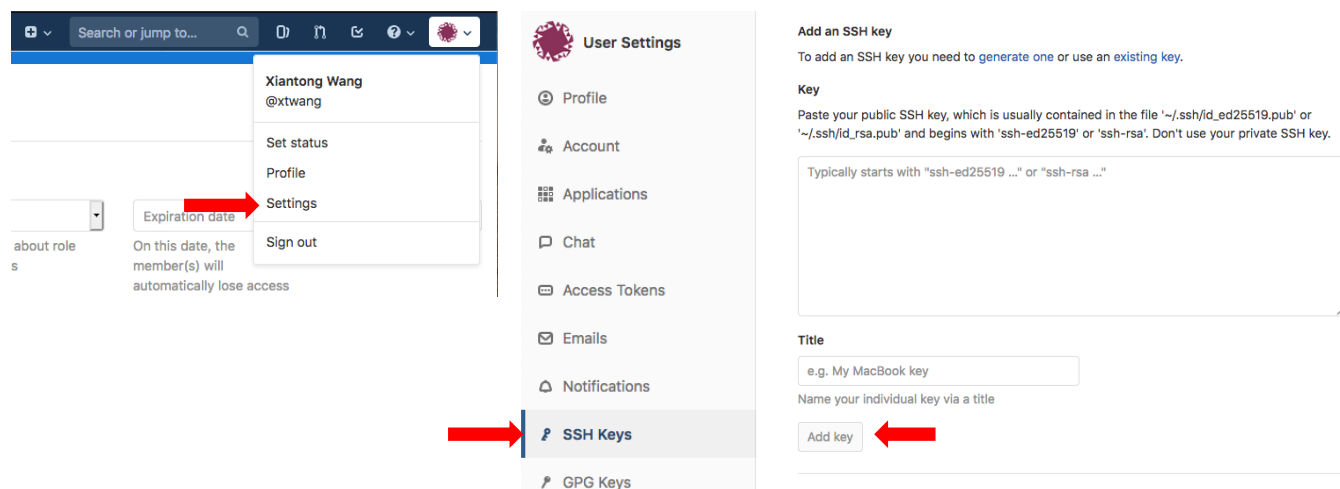 Search or jump to...
Xiantong Wang
@xtwang
Set status
Profile
Settings
Sign out
Expiration date
about role
s
On this date, the
member(s) will
automatically lose access
User Settings
Profile
Account
Applications
Chat
Access Tokens
Emails
Notifications
SSH Keys
GPG Keys
Add an SSH key
To add an SSH key you need to generate one or use an existing key.
Key
Paste your public SSH key, which is usually contained in the file '~/.ssh/id_ed25519.pub' or
'~/.ssh/id_rsa.pub' and begins with 'ssh-ed25519' or 'ssh-rsa'. Don't use your private SSH key.
Typically starts with "ssh-ed25519 ..." or "ssh-rsa ..."
Title
e.g. My MacBook key
Name your individual key via a title
Add key